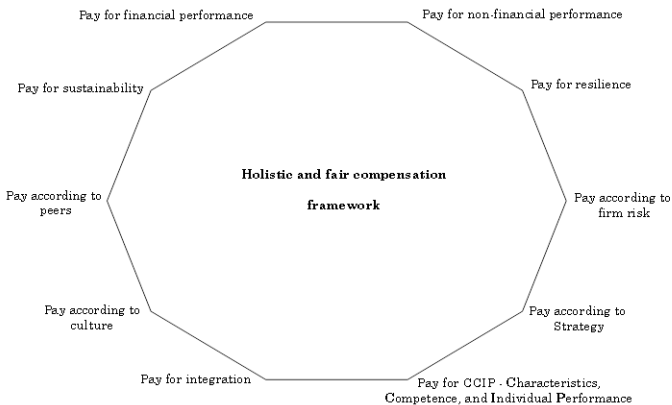 Pay for financial performance
Pay for non-financial performance
Pay for sustainability
Pay for resilience
Holistic and fair compensation
framework
Pay according to
peers
Pay according to
firm risk
Pay according to
culture
Pay according to
Strategy
Pay for integration
Pay for CCIP - Characteristics,
Competence, and Individual Performance